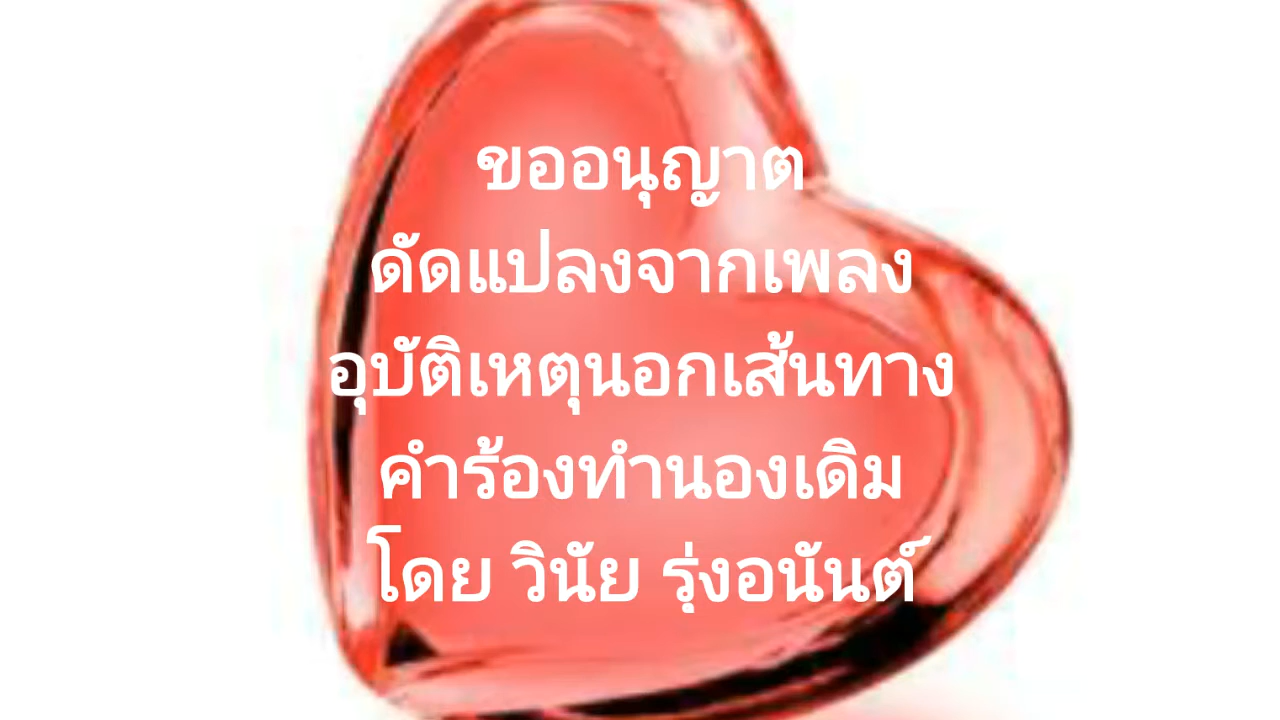 ขออนุญาต
ดัดแปลงจากเพลง
อุบัติเหตุนอกเส้นทาง
คำร้องทำนองเดิม
โดย วินัย รุ่งอนันต์